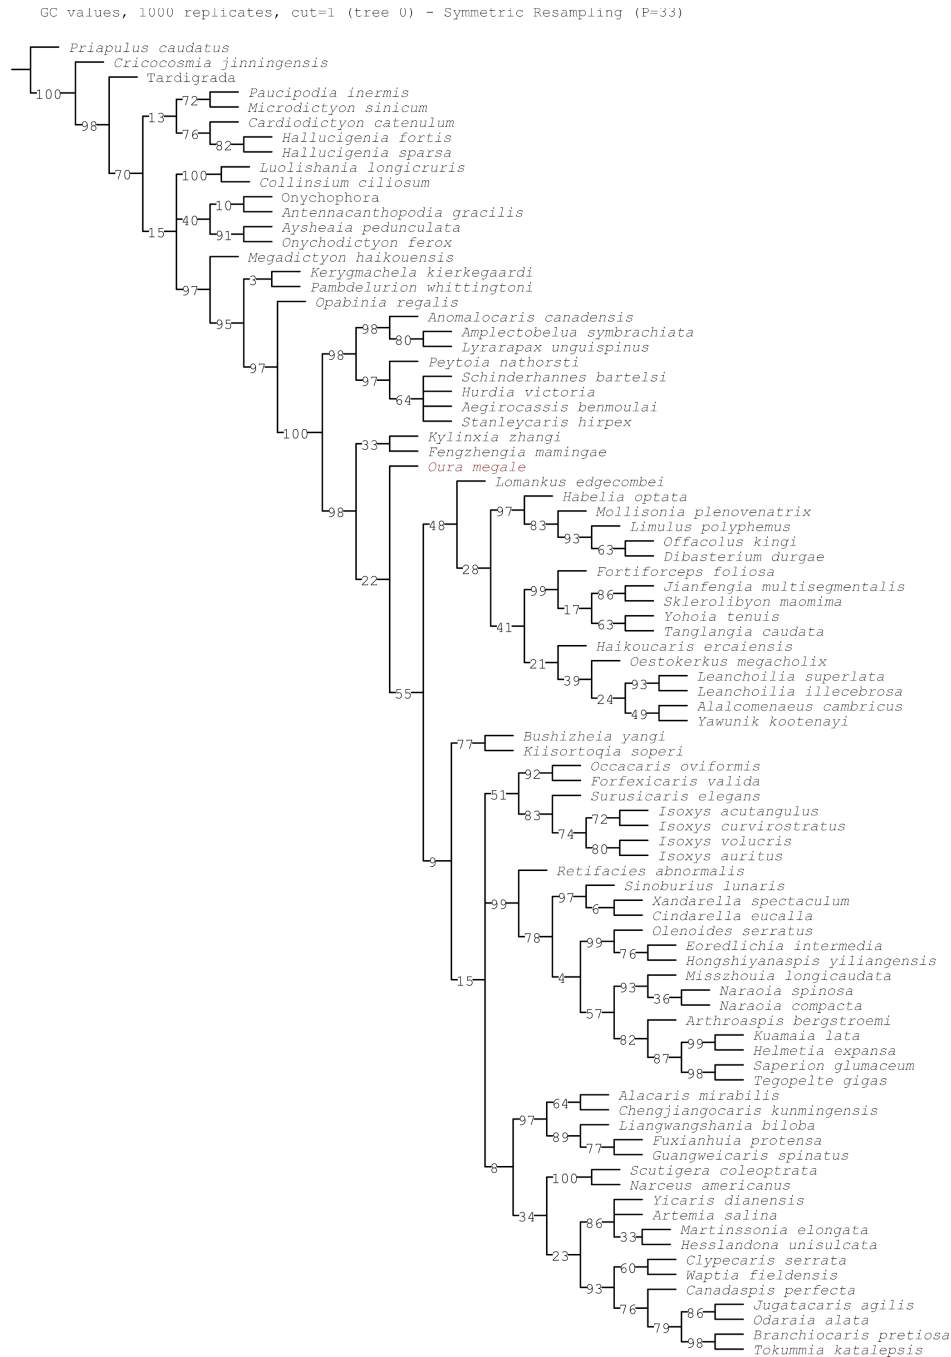 GC values, 1000 replicates, cut=1 (tree 0) - Symmetric Resampling (P=33)
Priapulus caudatus
Cricocosmia jinningensis
Tardigrada
100
Paucipodia inermis
72
Microdictyon sinicum
13
Cardiodictyon catenulum
98
76
Hallucigenia fortis
82
Hallucigenia sparsa
Luolishania longicruris
70
100
Collinsium ciliosum
Onychophora
10
Antennacanthopodia gracilis
40
Aysheaia pedunculata
15
91
Onychodictyon ferox
Megadictyon haikouensis
Kerygmachela kierkegaardi
3
Pambdelurion whittingtoni
97
Opabinia regalis
Anomalocaris canadensis
95
98
Amplectobelua symbrachiata
80
Lyrarapax unguispinus
98
Peytoia nathorsti
97
Schinderhannes bartelsi
97
Hurdia victoria
64
Aegirocassis benmoulai
Stanleycaris hirpex
100
Kylinxia zhangi
33
Fengzhengia mamingae
Oura megale
Lomankus edgecombei
Habelia optata
98
97
Mollisonia plenovenatrix
48
83
Limulus polyphemus
93
Offacolus kingi
63
Dibasterium durgae
28
Fortiforceps foliosa
22
99
Jianfengia multisegmentalis
86
Sklerolibyon maomima
17
Yohoia tenuis
63
Tanglangia caudata
41
Haikoucaris ercaiensis
21
Oestokerkus megacholix
39
Leanchoilia superlata
93
Leanchoilia illecebrosa
55
24
Alalcomenaeus cambricus
49
Yawunik kootenayi
Bushizheia yangi
77
Kiisortoqia soperi
Occacaris oviformis
92
Forfexicaris valida
51
Surusicaris elegans
83
Isoxys acutangulus
72
Isoxys curvirostratus
74
Isoxys volucris
80
Isoxys auritus
9
Retifacies abnormalis
Sinoburius lunaris
97
Xandarella spectaculum
99
6
Cindarella eucalla
Olenoides serratus
78
99
Eoredlichia intermedia
76
Hongshiyanaspis yiliangensis
4
Misszhouia longicaudata
15
93
Naraoia spinosa
36
Naraoia compacta
57
Arthroaspis bergstroemi
82
Kuamaia lata
99
Helmetia expansa
87
Saperion glumaceum
98
Tegopelte gigas
Alacaris mirabilis
64
Chengjiangocaris kunmingensis
97
Liangwangshania biloba
89
Fuxianhuia protensa
77
Guangweicaris spinatus
8
Scutigera coleoptrata
100
Narceus americanus
Yicaris dianensis
34
Artemia salina
86
Martinssonia elongata
33
Hesslandona unisulcata
23
Clypecaris serrata
60
Waptia fieldensis
93
Canadaspis perfecta
76
Jugatacaris agilis
86
Odaraia alata
79
Branchiocaris pretiosa
98
Tokummia katalepsis